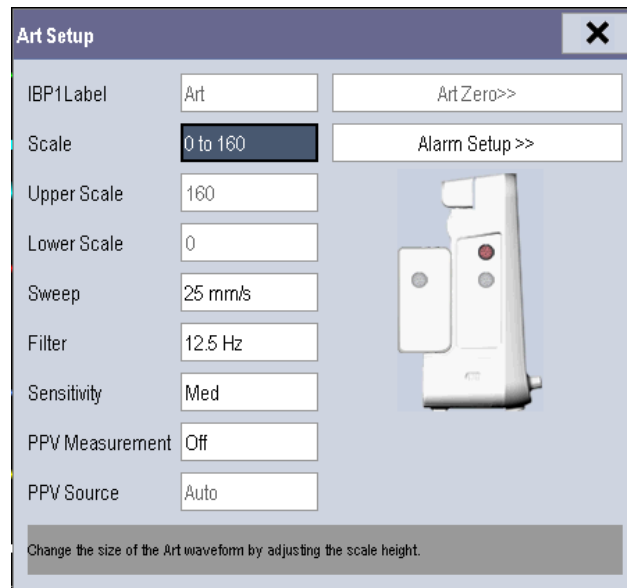 Art Setup
IBP1Label Art Art Zero>>
Scale 0 to 160 Alarm Setup >>
Upper Scale 160
Lower Scale 0
Sweep 25 mm/s
Filter 12.5 Hz
Sensitivity Med
PPV Measurement Off
PPV Source Auto
Change the size of the Art waveform by adjusting the scale height.